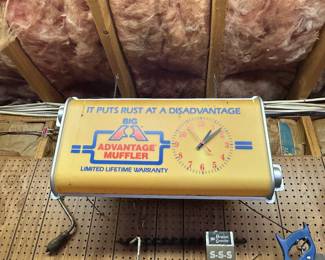 IT PUTS RUST AT A DISADVANTAGE
BIG
A
ADVANTAGE
MUFFLER
LIMITED LIFETIME WARRANTY
S-S-S